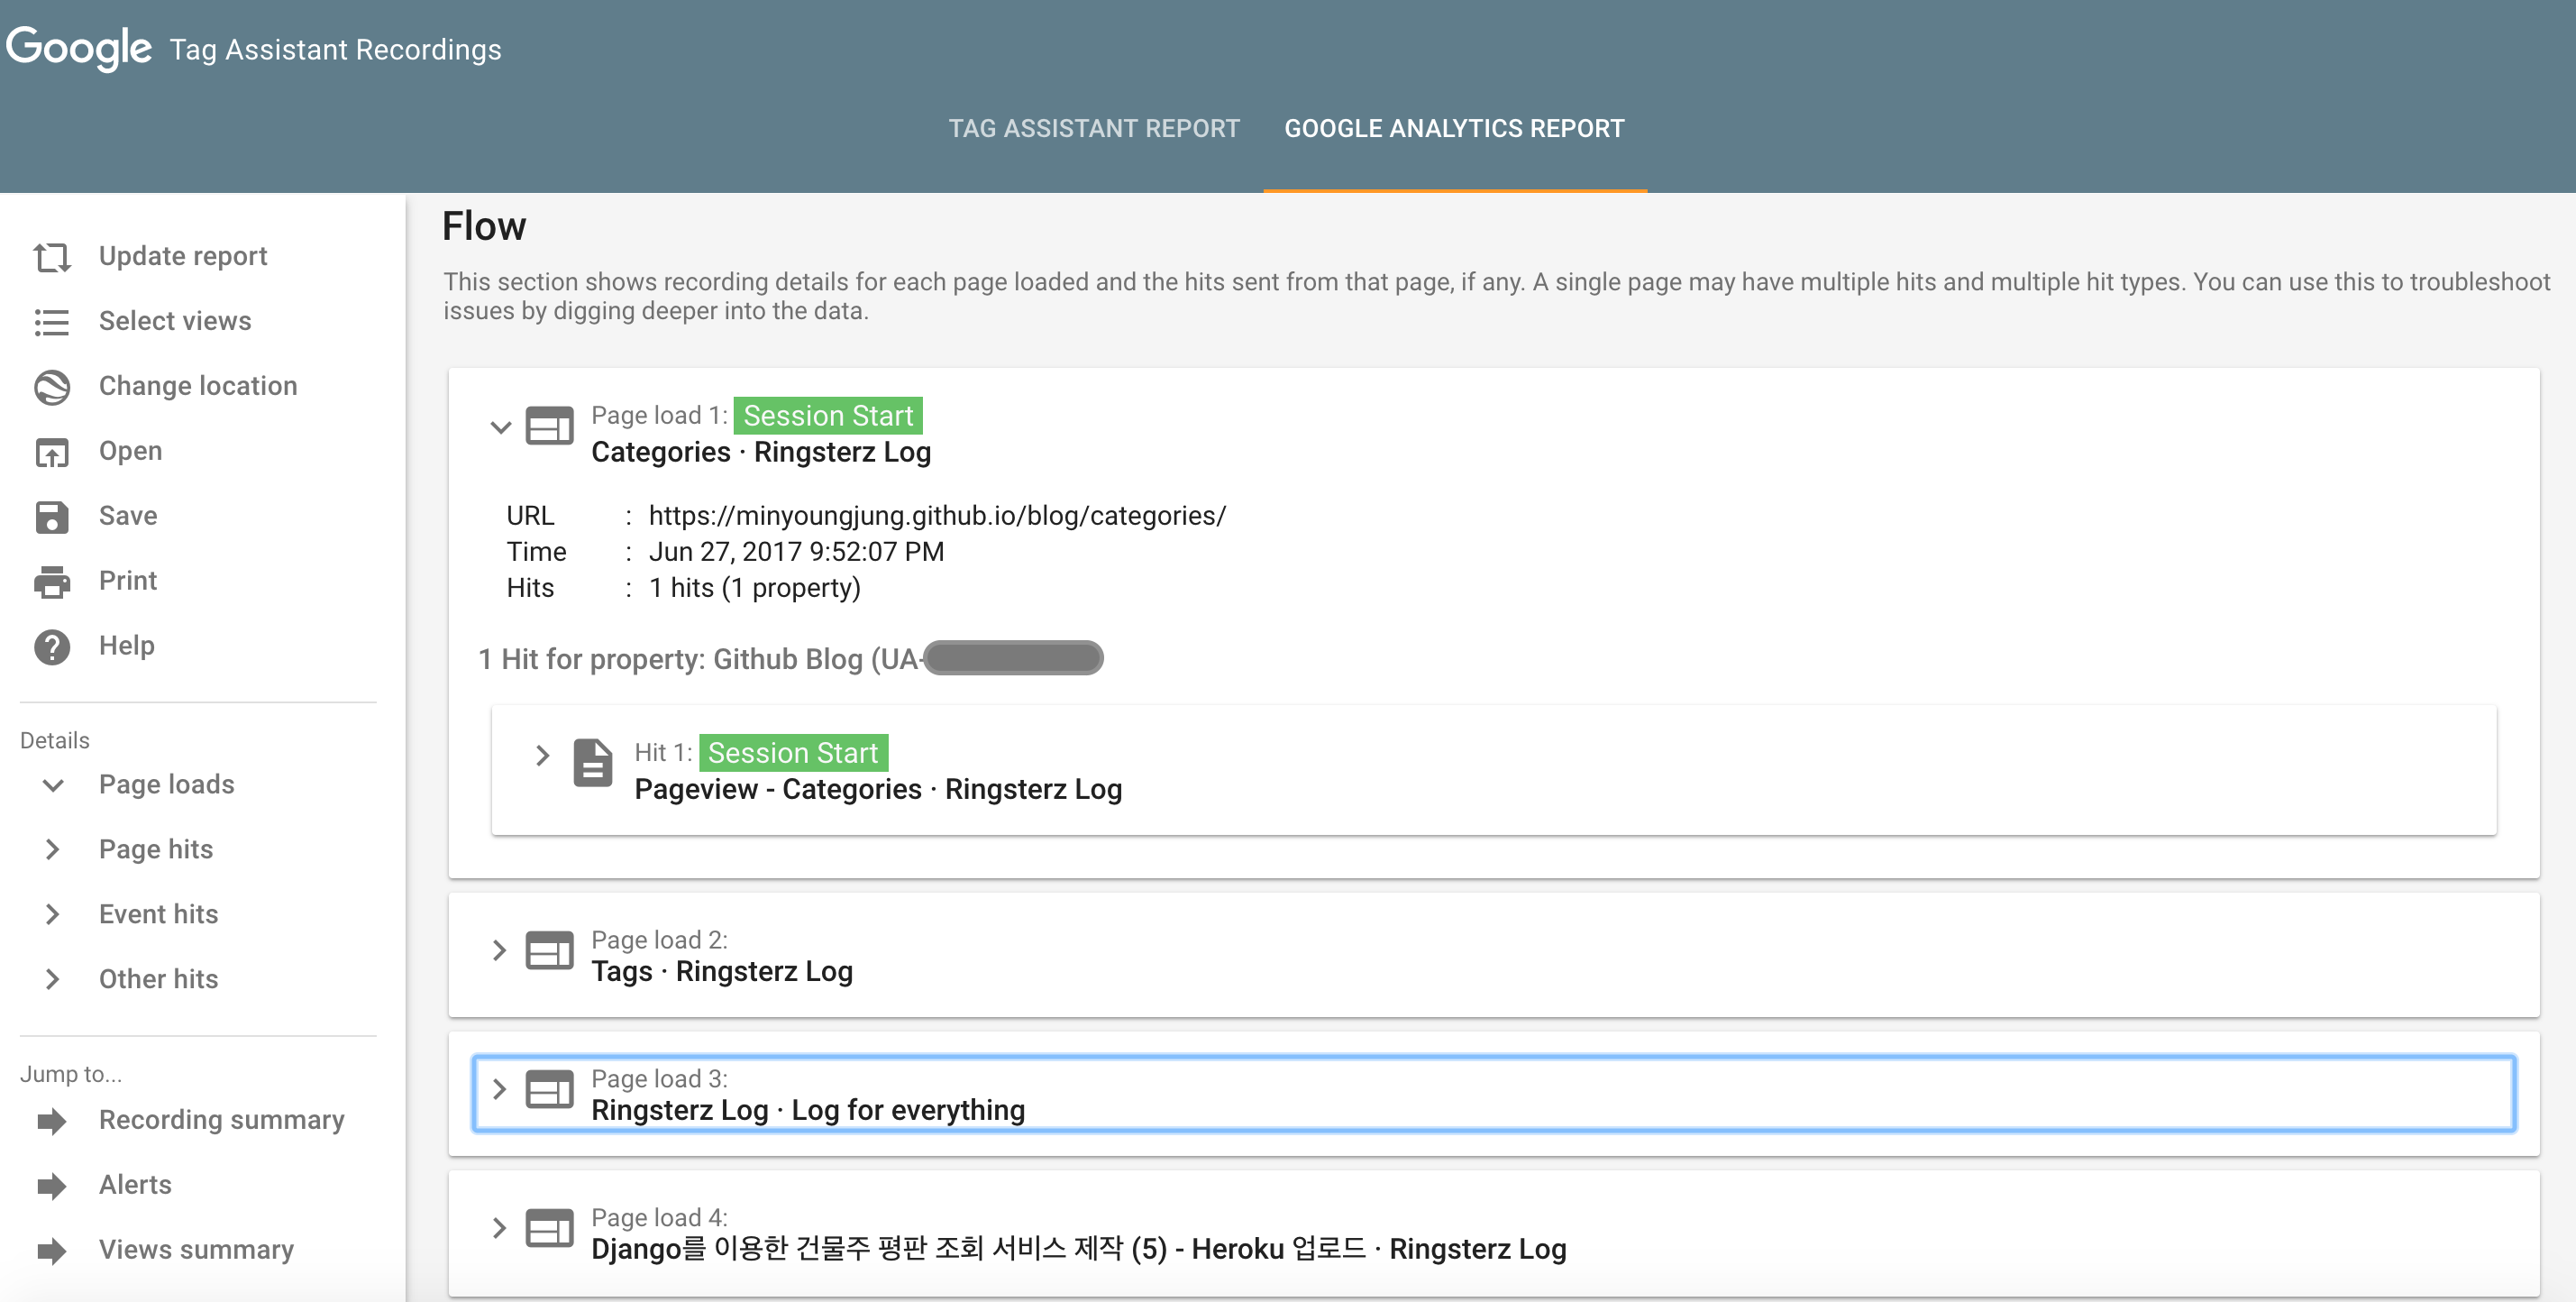 Google Tag Assistant Recordings
TAG ASSISTANT REPORT GOOGLE ANALYTICS REPORT
Update report
Select views
Change location
Open
Save
Print
Help
Details
Page loads
Page hits
Event hits
Other hits
Jump to...
Recording summary
Alerts
Views summary
Flow
This section shows recording details for each page loaded and the hits sent from that page, if any. A single page may have multiple hits and multiple hit types. You can use this to troubleshoot
issues by digging deeper into the data.
Page load 1: Session Start
Categories · Ringsterz Log
URL : https://minyoungjung.github.io/blog/categories/
Time : Jun 27, 2017 9:52:07 PM
Hits : 1 hits (1 property)
1 Hit for property: Github Blog (UA-
Hit 1: Session Start
Pageview - Categories · Ringsterz Log
Page load 2:
Tags · Ringsterz Log
Page load 3:
Ringsterz Log · Log for everything
Page load 4:
Django를 이용한 건물주 평판 조회 서비스 제작 (5) - Heroku 업로드 · Ringsterz Log